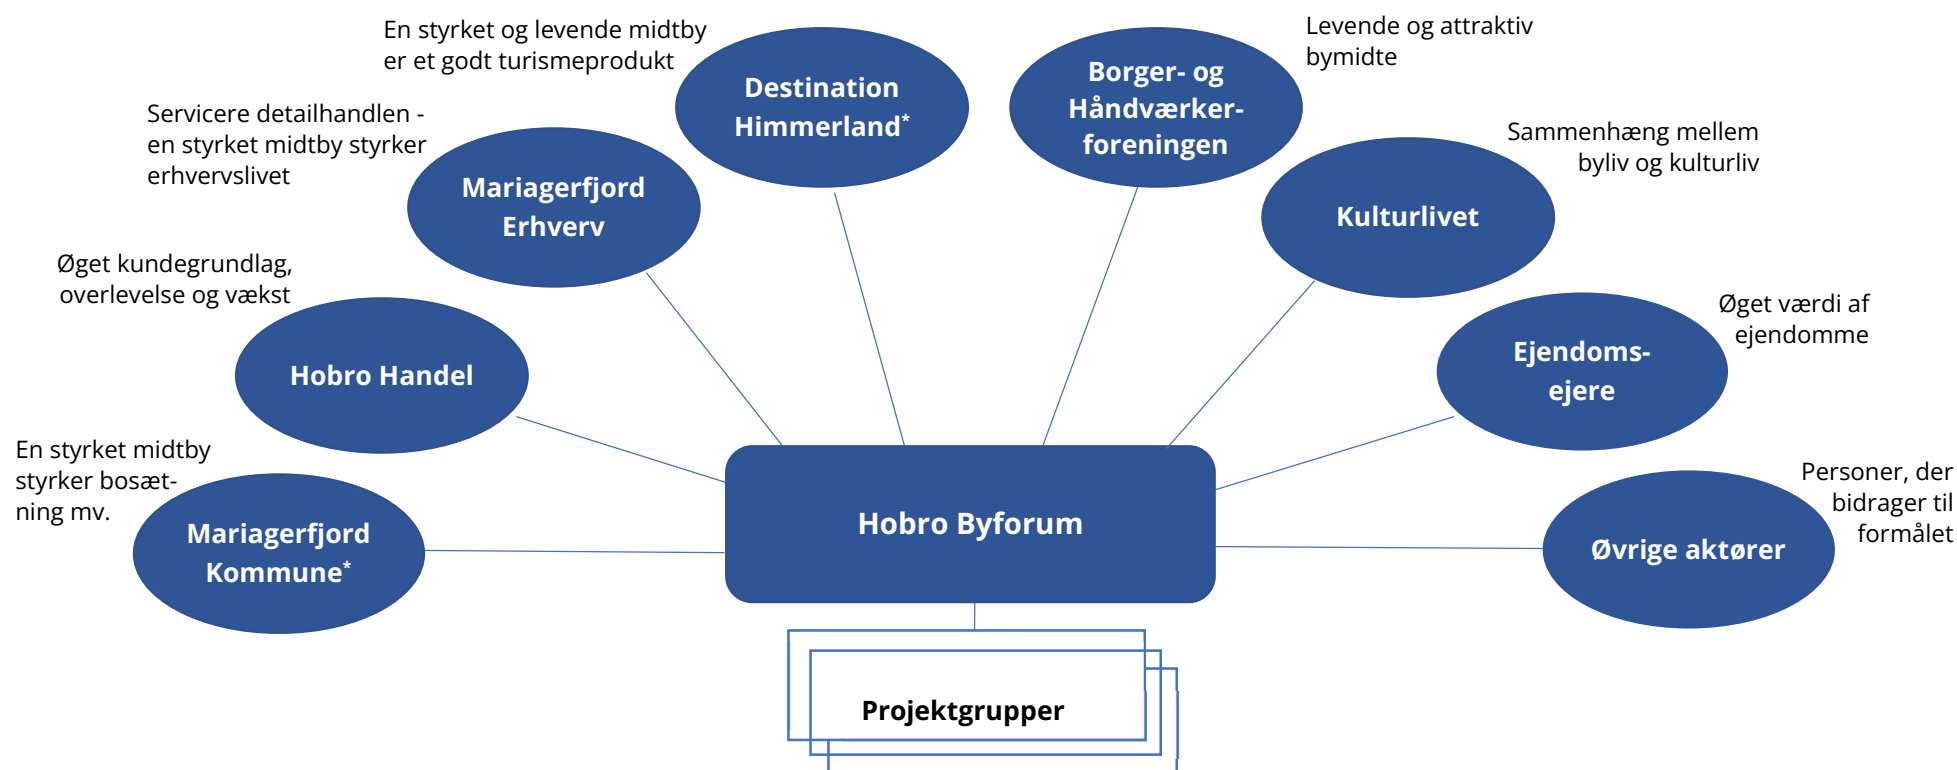 En styrket og levende midtby
er et godt turismeprodukt
Destination
Himmerland*
Borger- og
Håndværker-
foreningen
Levende og attraktiv
bymidte
Servicere detailhandlen -
en styrket midtby styrker
erhvervslivet
Mariagerfjord
Erhverv
Sammenhæng mellem
byliv og kulturliv
Kulturlivet
Øget kundegrundlag,
overlevelse og vækst
Hobro Handel
Øget værdi af
ejendomme
Ejendoms-
ejere
En styrket midtby
styrker bosæt-
ning mv.
Mariagerfjord
Kommune*
Hobro Byforum
Personer, der
bidrager til
formålet
Øvrige aktører
Projektgrupper